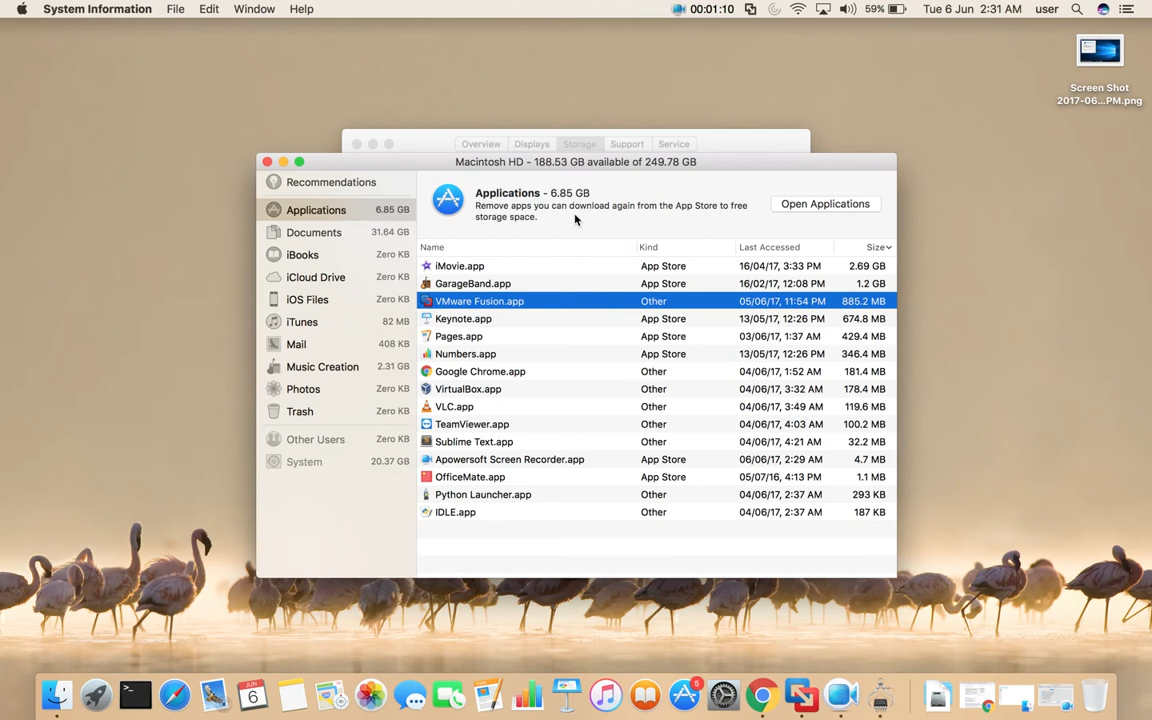 System Information File Edit Window Help 00:01:10 59% Tue 6 Jun 2:31 AM user
Screen Shot
2017-06...PM.png
Overview Displays Storage Support Service
Macintosh HD - 188.53 GB available of 249.78 GB
Recommendations
Applications 6.85 GB
Documents 31.64 GB
iBooks Zero KB
iCloud Drive Zero KB
iOS Files Zero KB
iTunes 82 MB
Mail 408 KB
Music Creation 2.31 GB
Photos Zero KB
Trash Zero KB
Other Users Zero KB
System 20.37 GB
Applications - 6.85 GB
Remove apps you can download again from the App Store to free
storage space.
Open Applications
Name Kind Last Accessed Size
iMovie.app App Store 16/04/17, 3:33 PM 2.69 GB
GarageBand.app App Store 16/02/17, 12:08 PM 1.2 GB
VMware Fusion.app Other 05/06/17, 11:54 PM 885.2 MB
Keynote.app App Store 13/05/17, 12:26 PM 674.8 MB
Pages.app App Store 03/06/17, 1:37 AM 429.4 MB
Numbers.app App Store 13/05/17, 12:26 PM 346.4 MB
Google Chrome.app Other 04/06/17, 1:52 AM 181.4 MB
VirtualBox.app Other 04/06/17, 3:32 AM 178.4 MB
VLC.app Other 04/06/17, 3:49 AM 119.6 MB
TeamViewer.app Other 04/06/17, 4:03 AM 100.2 MB
Sublime Text.app Other 04/06/17, 4:21 AM 32.2 MB
Apowersoft Screen Recorder.app App Store 06/06/17, 2:29 AM 4.7 MB
OfficeMate.app App Store 05/07/16, 4:13 PM 1.1 MB
Python Launcher.app Other 04/06/17, 2:37 AM 293 KB
IDLE.app Other 04/06/17, 2:37 AM 187 KB
JUN
6
5